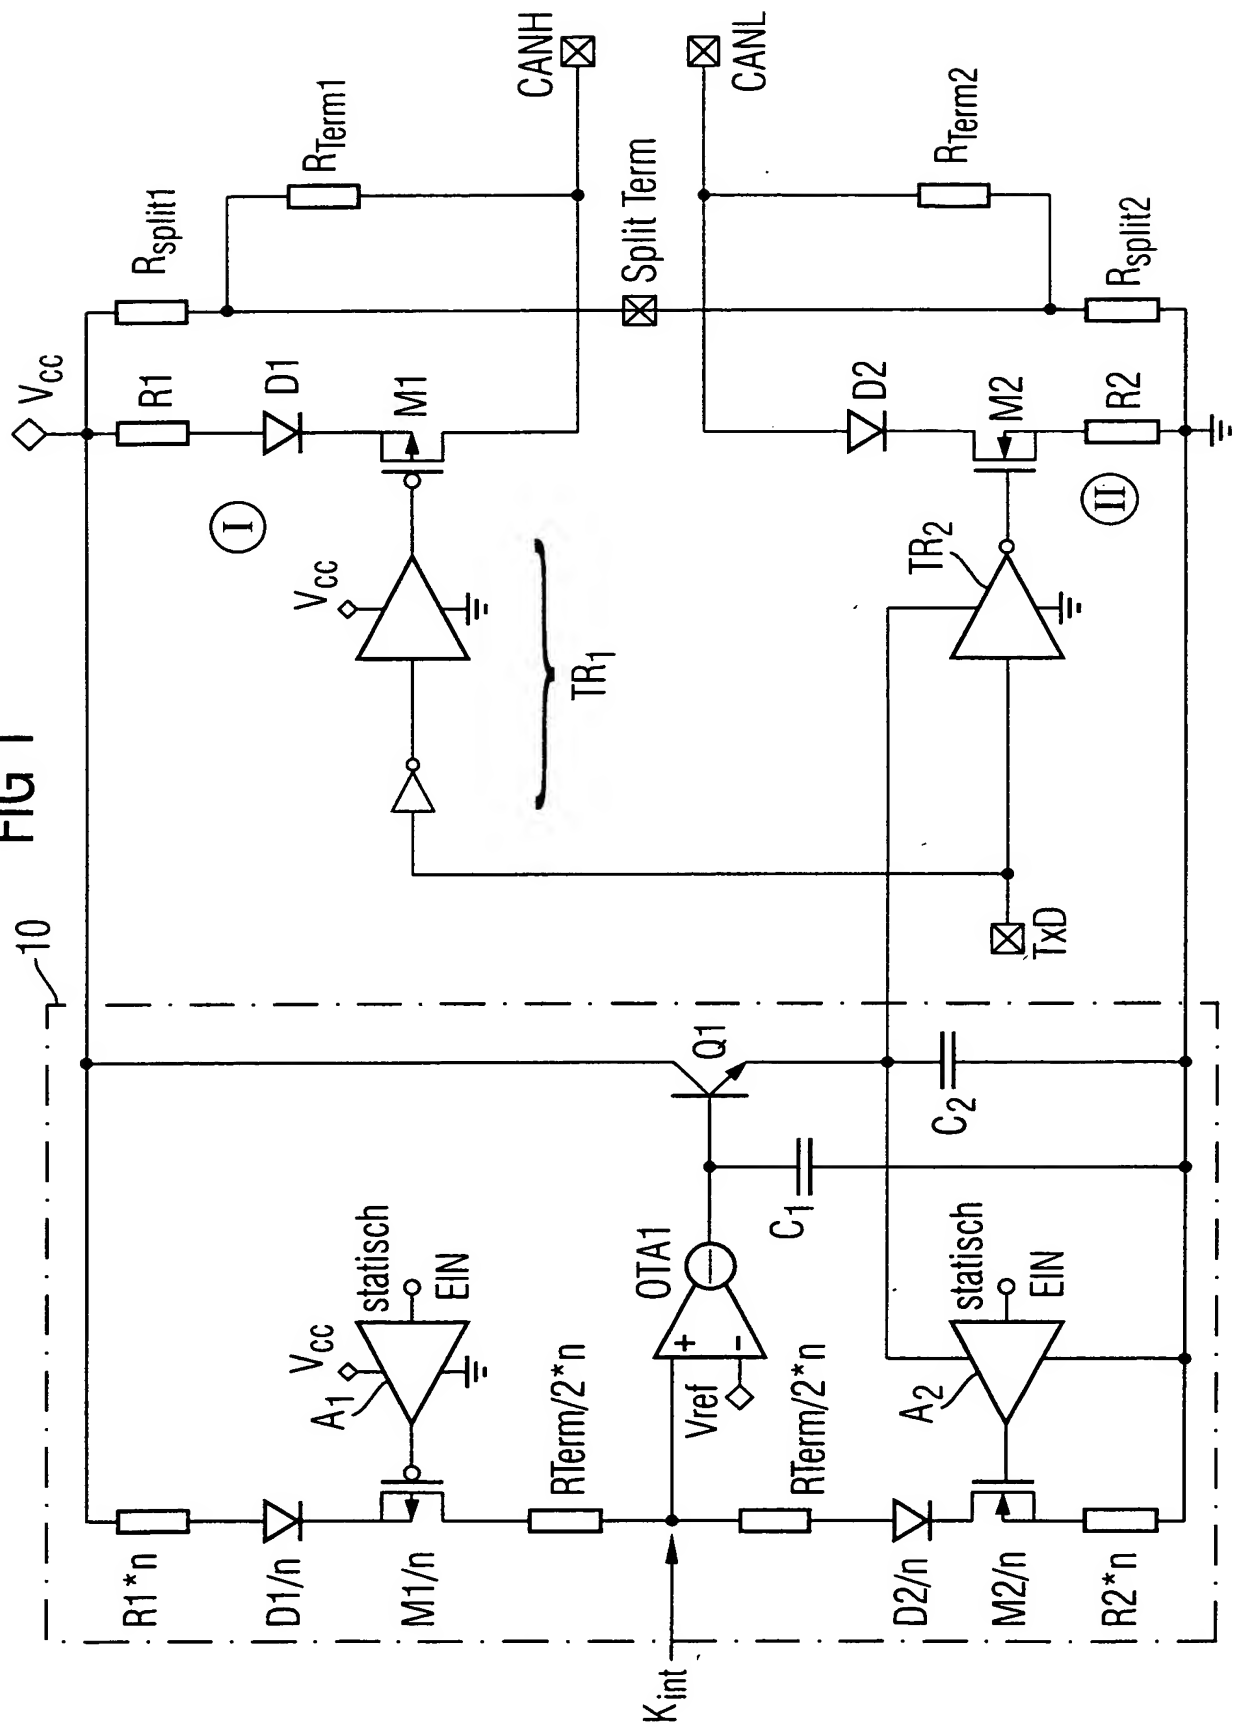 FIG 1
10
Vcc
R1
D1
M1
I
Rsplit1
RTerm1
CANH
Split Term
CANL
RTerm2
Rsplit2
D2
M2
R2
II
Vcc
TR1
TR2
TxD
R1*n
D1/n
M1/n
A1
Vcc
statisch
EIN
RTerm/2*n
Kint
Vref
+
-
OTA1
Q1
C1
C2
RTerm/2*n
D2/n
M2/n
R2*n
A2
statisch
EIN